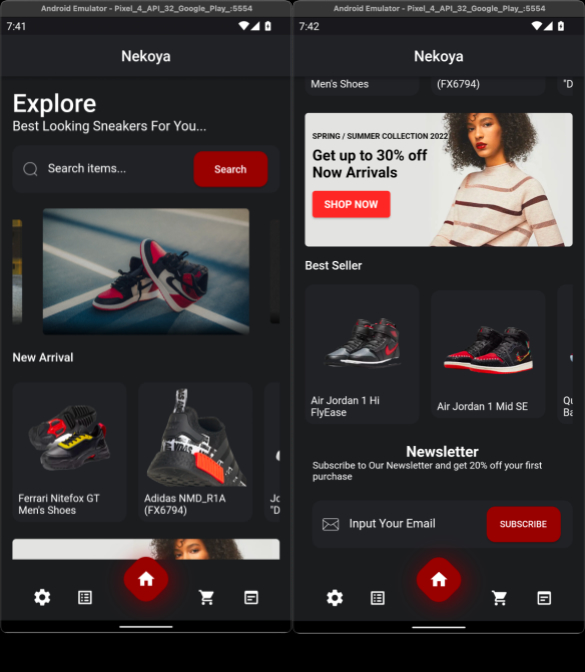 Android Emulator - Pixel_4_API_32_Google_Play_:5554
7:41
Nekoya
Explore
Best Looking Sneakers For You...
Search items...
Search
New Arrival
Ferrari Nitefox GT
Men's Shoes
Adidas NMD_R1A
(FX6794)
Jo
"D
Android Emulator - Pixel_4_API_32_Google_Play_:5554
7:42
Nekoya
Men's Shoes
(FX6794)
"D
SPRING / SUMMER COLLECTION 2022
Get up to 30% off
Now Arrivals
SHOP NOW
Best Seller
Air Jordan 1 Hi
FlyEase
Air Jordan 1 Mid SE
Qu
Ba
Newsletter
Subscribe to Our Newsletter and get 20% off your first
purchase
Input Your Email
SUBSCRIBE